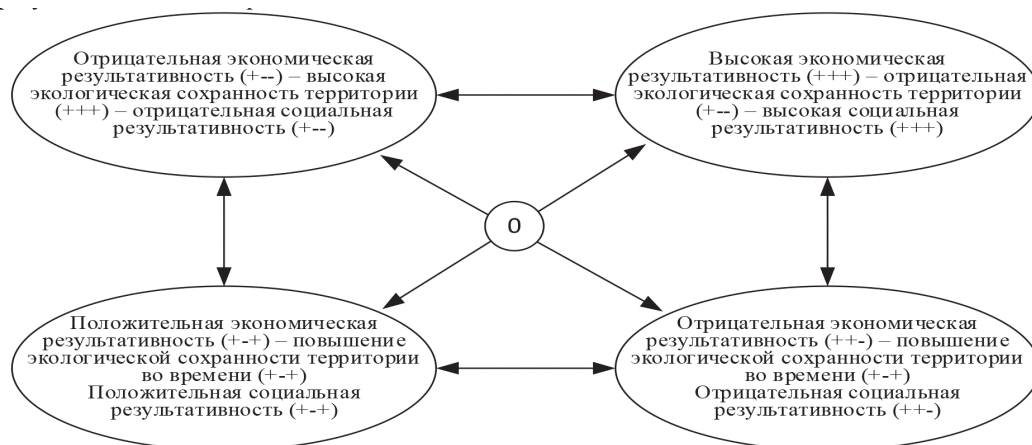 Отрицательная экономическая
результативность (+--) – высокая
экологическая сохранность территории
(+++) – отрицательная социальная
результативность (+--)
Высокая экономическая
результативность (+++) – отрицательная
экологическая сохранность территории
(+--) – высокая социальная
результативность (+++)
0
Положительная экономическая
результативность (+-+) – повышение
экологической сохранности территории
во времени (+-+)
Положительная социальная
результативность (+-+)
Отрицательная экономическая
результативность (++-) – повышение
экологической сохранности территории
во времени (+-+)
Отрицательная социальная
результативность (++-)